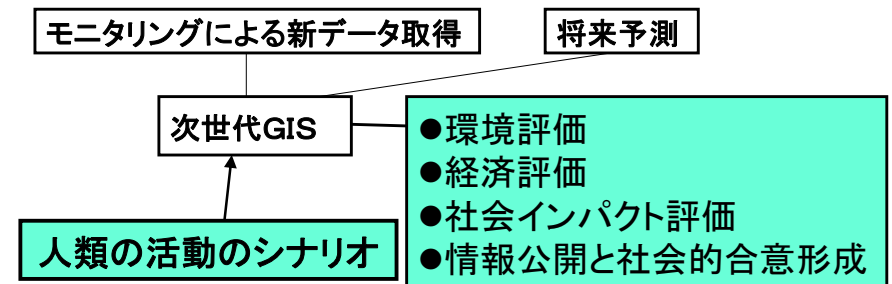 モニタリングによる新データ取得
将来予測
次世代GIS
●環境評価
●経済評価
●社会インパクト評価
●情報公開と社会的合意形成
人類の活動のシナリオ